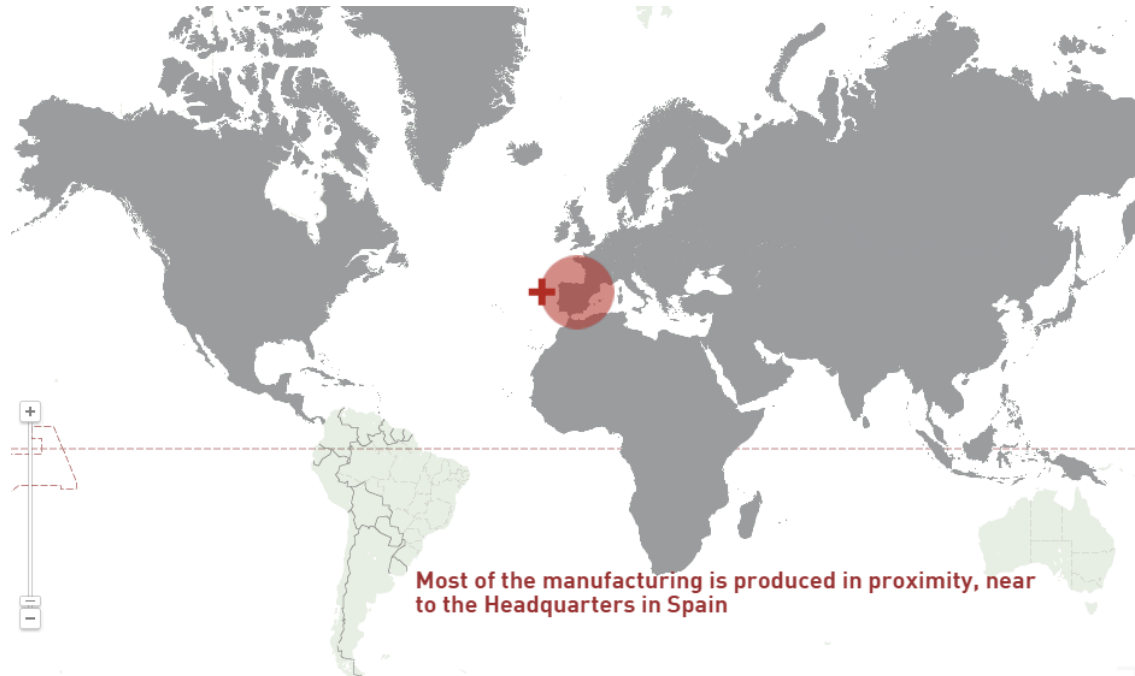 Most of the manufacturing is produced in proximity, near
to the Headquarters in Spain